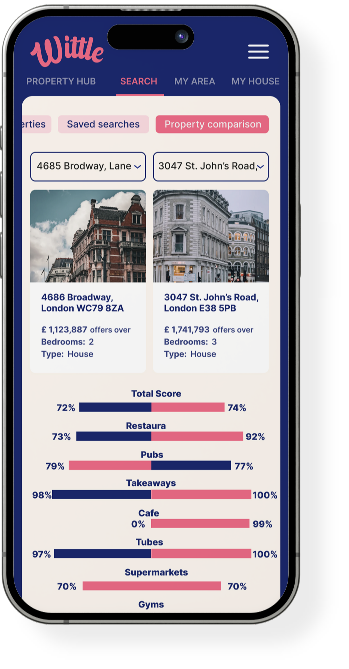 Wittle
PROPERTY HUB SEARCH MY AREA MY HOUSE
erties Saved searches Property comparison
4685 Brodway, Lane 3047 St. John's Road,
4686 Broadway,
London WC79 8ZA
£ 1,123,887 offers over
Bedrooms: 2
Type: House
3047 St. John's Road,
London E38 5PB
£ 1,741,793 offers over
Bedrooms: 3
Type: House
Total Score
72% 74%
Restaura
73% 92%
Pubs
79% 77%
Takeaways
98% 100%
Cafe
0% 99%
Tubes
97% 100%
Supermarkets
70% 70%
Gyms